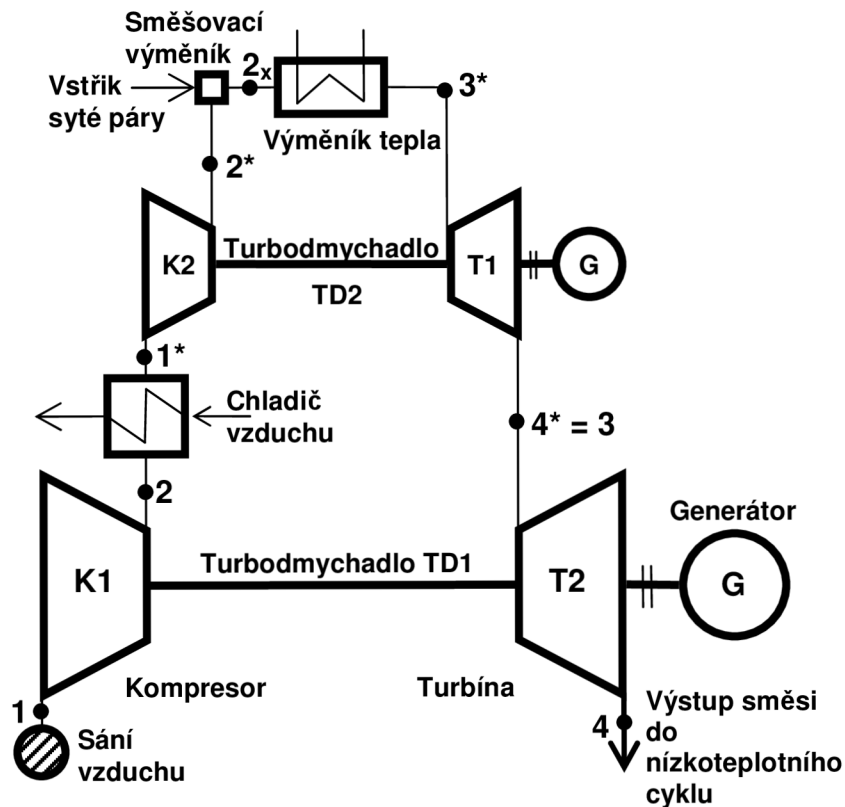 Směšovací
výměník
2x
3*
Vstřik
syté páry
Výměník tepla
2*
K2
Turbodmychadlo
TD2
T1
G
1*
Chladič
vzduchu
4* = 3
2
Generátor
K1
Turbodmychadlo TD1
T2
G
Kompresor
Turbína
1
Sání
vzduchu
4
Výstup směsi
do
nízkoteplotního
cyklu